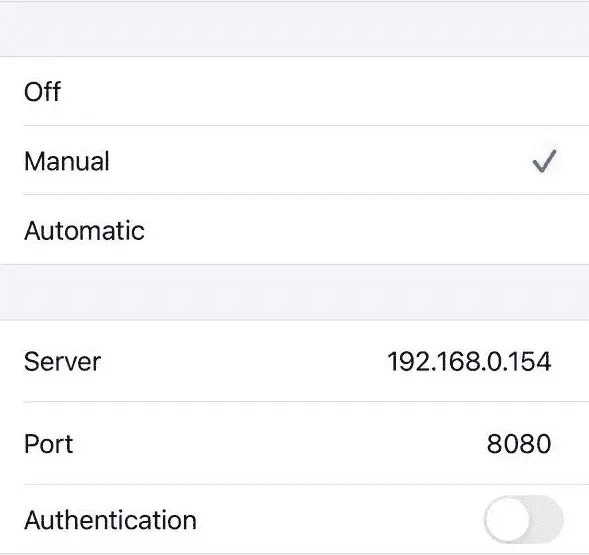 Off
Manual
Automatic
Server 192.168.0.154
Port 8080
Authentication